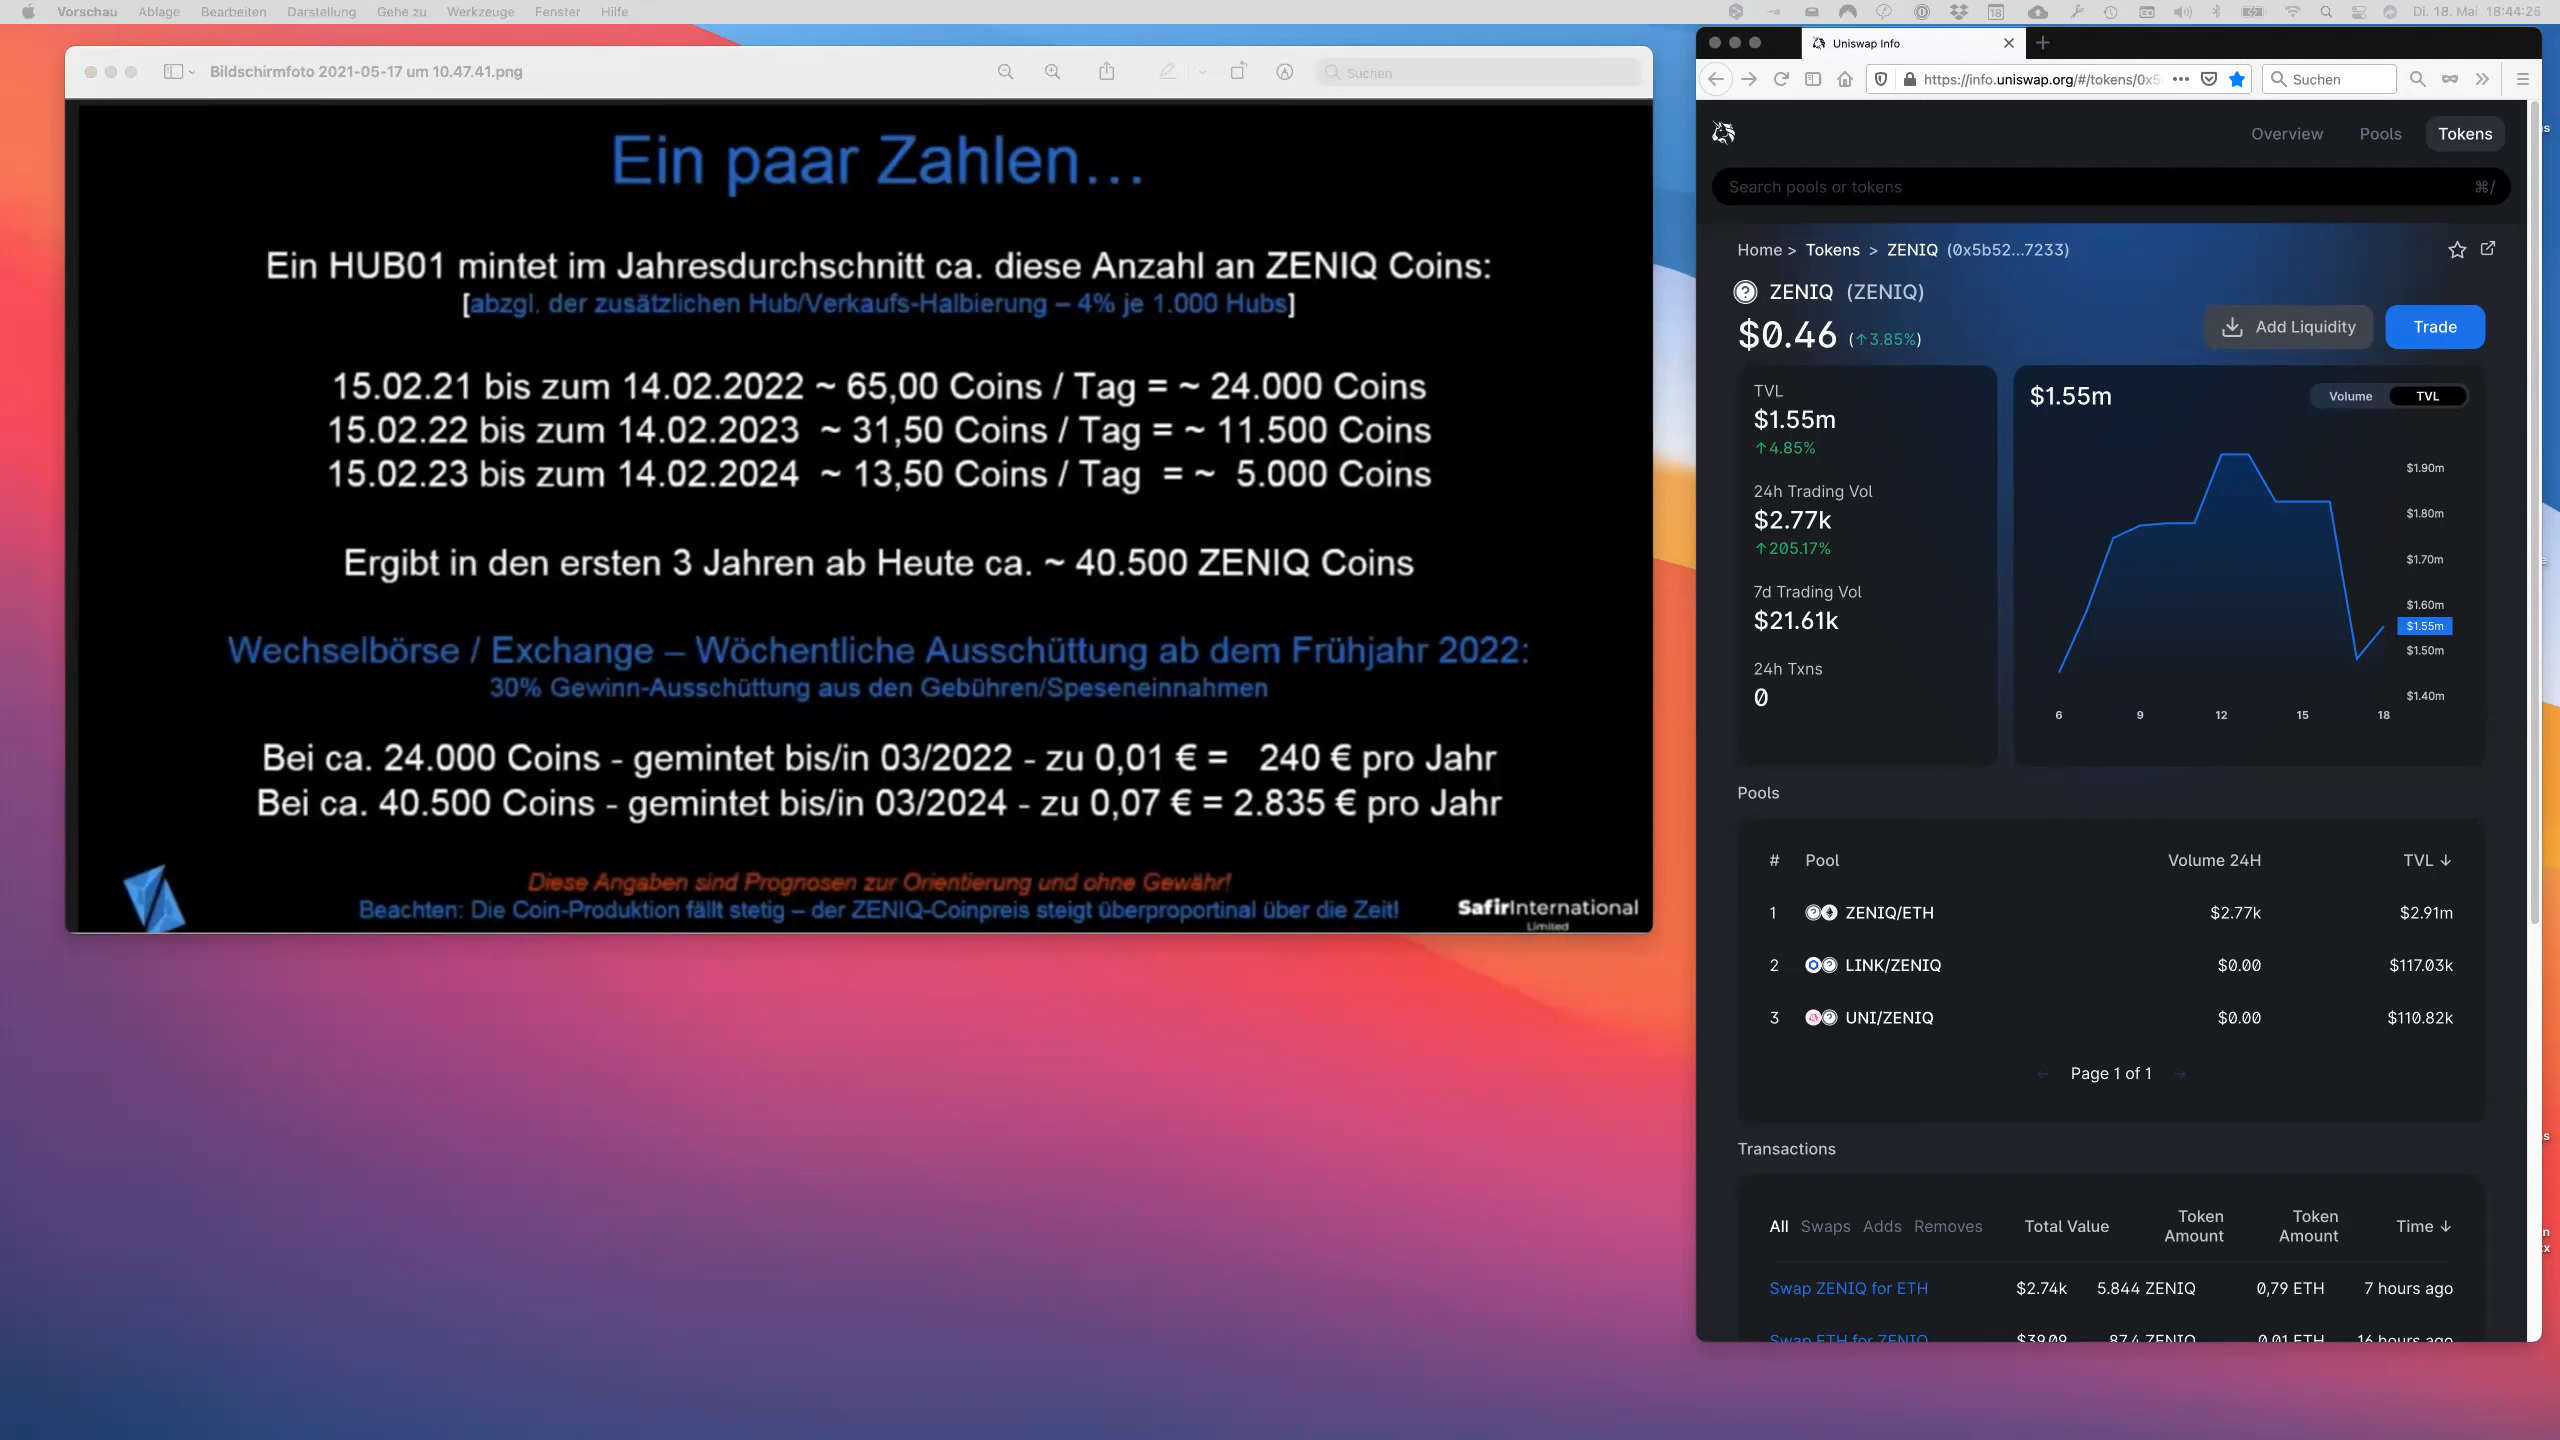 Vorschau Ablage Bearbeiten Darstellung Gehe zu Werkzeuge Fenster Hilfe
18 Di. 18. Mai 18:44:26
Bildschirmfoto 2021-05-17 um 10.47.41.png
Suchen
Ein paar Zahlen...
Ein HUB01 mintet im Jahresdurchschnitt ca. diese Anzahl an ZENIQ Coins:
[abzgl. der zusätzlichen Hub/Verkaufs-Halbierung – 4% je 1.000 Hubs]
15.02.21 bis zum 14.02.2022 ~ 65,00 Coins / Tag = ~ 24.000 Coins
15.02.22 bis zum 14.02.2023 ~ 31,50 Coins / Tag = ~ 11.500 Coins
15.02.23 bis zum 14.02.2024 ~ 13,50 Coins / Tag = ~ 5.000 Coins
Ergibt in den ersten 3 Jahren ab Heute ca. ~ 40.500 ZENIQ Coins
Wechselbörse / Exchange – Wöchentliche Ausschüttung ab dem Frühjahr 2022:
30% Gewinn-Ausschüttung aus den Gebühren/Speseneinnahmen
Bei ca. 24.000 Coins - gemintet bis/in 03/2022 - zu 0,01 € = 240 € pro Jahr
Bei ca. 40.500 Coins - gemintet bis/in 03/2024 - zu 0,07 € = 2.835 € pro Jahr
Diese Angaben sind Prognosen zur Orientierung und ohne Gewähr!
Beachten: Die Coin-Produktion fällt stetig – der ZENIQ-Coinpreis steigt überproportinal über die Zeit!
SafirInternational
Limited
Uniswap Info
https://info.uniswap.org/#/tokens/0x5
Suchen
Overview Pools Tokens
Search pools or tokens ⌘/
Home > Tokens > ZENIQ (0x5b52...7233)
ZENIQ (ZENIQ)
$0.46 (↑3.85%)
Add Liquidity Trade
TVL
$1.55m
↑4.85%
24h Trading Vol
$2.77k
↑205.17%
7d Trading Vol
$21.61k
24h Txns
0
$1.55m
Volume TVL
$1.90m
$1.80m
$1.70m
$1.60m
$1.55m
$1.50m
$1.40m
6 9 12 15 18
Pools
# Pool Volume 24H TVL ↓
1 ZENIQ/ETH $2.77k $2.91m
2 LINK/ZENIQ $0.00 $117.03k
3 UNI/ZENIQ $0.00 $110.82k
← Page 1 of 1 →
Transactions
All Swaps Adds Removes Total Value Token Amount Token Amount Time ↓
Swap ZENIQ for ETH $2.74k 5.844 ZENIQ 0,79 ETH 7 hours ago
Swap ETH for ZENIQ $39.09 87,4 ZENIQ 0,01 ETH 16 hours ago